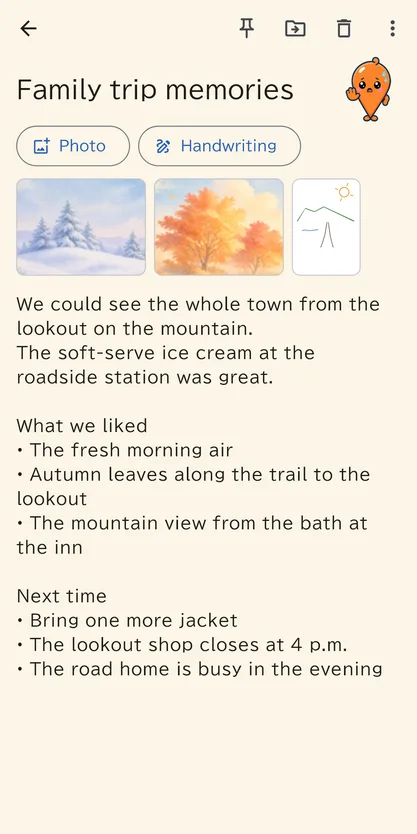 Family trip memories
Photo
Handwriting
We could see the whole town from the
lookout on the mountain.
The soft-serve ice cream at the
roadside station was great.
What we liked
• The fresh morning air
• Autumn leaves along the trail to the
lookout
• The mountain view from the bath at
the inn
Next time
• Bring one more jacket
• The lookout shop closes at 4 p.m.
• The road home is busy in the evening